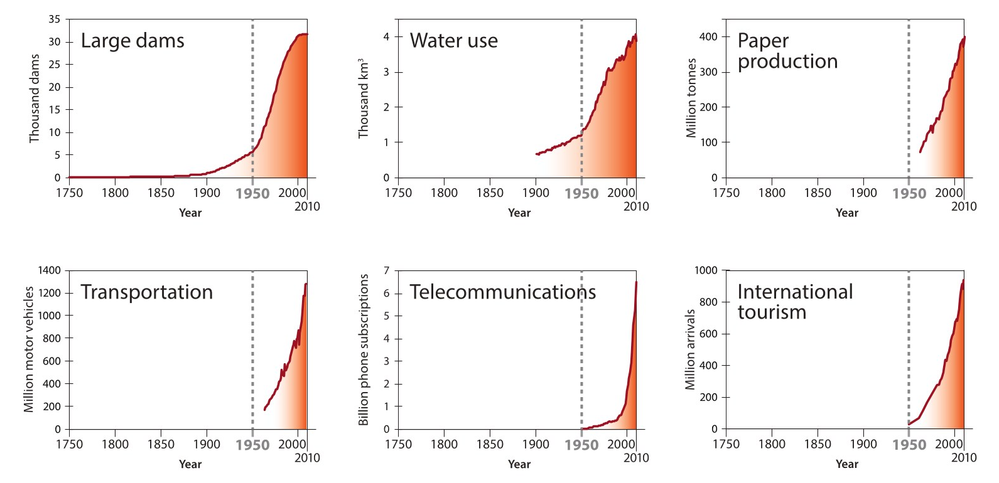 Large dams
Thousand dams
35
30
25
20
15
10
5
0
1750 1800 1850 1900 1950 2000
2010
Year
Water use
Thousand km³
4
3
2
1
0
1750 1800 1850 1900 1950 2000
2010
Year
Paper
production
Million tonnes
400
300
200
100
0
1750 1800 1850 1900 1950 2000
2010
Year
Transportation
Million motor vehicles
1400
1200
1000
800
600
400
200
0
1750 1800 1850 1900 1950 2000
2010
Year
Telecommunications
Billion phone subscriptions
7
6
5
4
3
2
1
0
1750 1800 1850 1900 1950 2000
2010
Year
International
tourism
Million arrivals
1000
800
600
400
200
0
1750 1800 1850 1900 1950 2000
2010
Year